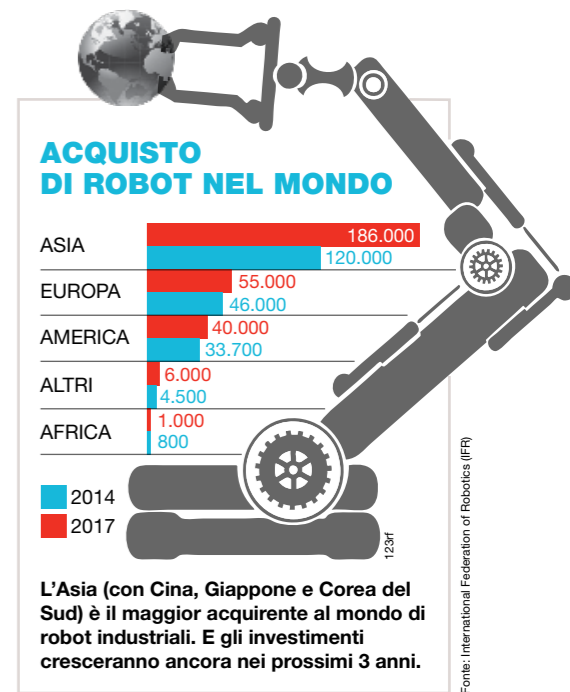 ACQUISTO
DI ROBOT NEL MONDO
ASIA
186.000
120.000
EUROPA
55.000
46.000
AMERICA
40.000
33.700
ALTRI
6.000
4.500
AFRICA
1.000
800
2014
2017
123rf
L'Asia (con Cina, Giappone e Corea del
Sud) è il maggior acquirente al mondo di
robot industriali. E gli investimenti
cresceranno ancora nei prossimi 3 anni.
Fonte: International Federation of Robotics (IFR)